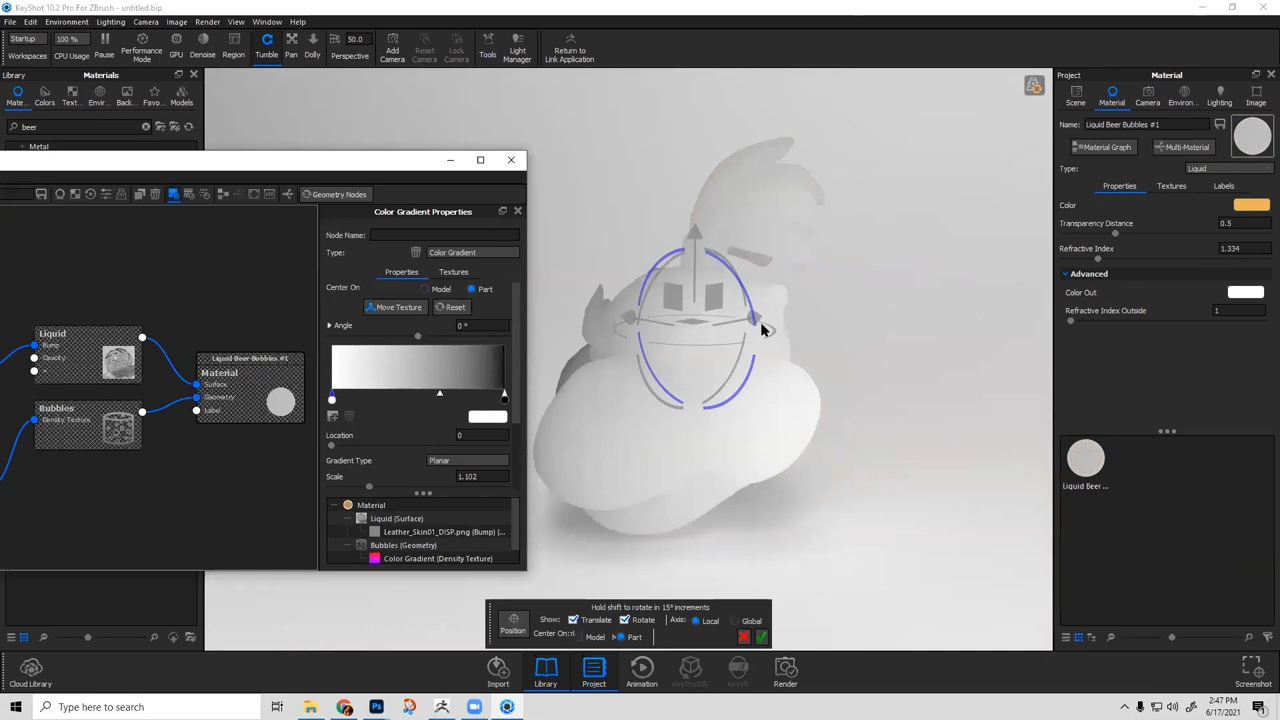 KeyShot 10.2 Pro For ZBrush - untitled.bip
File Edit Environment Lighting Camera Image Render View Window Help
Startup 100 % 50.0
Workspaces CPU Usage Pause Performance Mode GPU Denoise Region Tumble Pan Dolly Perspective Add Camera Reset Camera Lock Camera Tools Light Manager Return to Link Application
Library Materials
Mate... Colors Text... Envir... Back... Favo... Models
beer
Metal
Geometry Nodes
Color Gradient Properties
Node Name:
Type: Color Gradient
Properties Textures
Center On Model Part
Move Texture Reset
Angle 0 °
Location 0
Gradient Type Planar
Scale 1.102
Material
Liquid (Surface)
Leather_Skin01_DISP.png (Bump) (...
Bubbles (Geometry)
Color Gradient (Density Texture)
Liquid
Bump
Opacity
+
Bubbles
Density Texture
Liquid Beer Bubbles #1
Material
Surface
Geometry
Label
Hold shift to rotate in 15° increments
Position Show: Translate Rotate Axis: Local Global
Center On: Model Part
Project Material
Scene Material Camera Environ... Lighting Image
Name: Liquid Beer Bubbles #1
Material Graph Multi-Material
Type: Liquid
Properties Textures Labels
Color
Transparency Distance 0.5
Refractive Index 1.334
Advanced
Color Out
Refractive Index Outside 1
Liquid Beer ...
Cloud Library Import Library Project Animation KeyShotXR KeyVR Render Screenshot
Type here to search
2:47 PM
6/17/2021